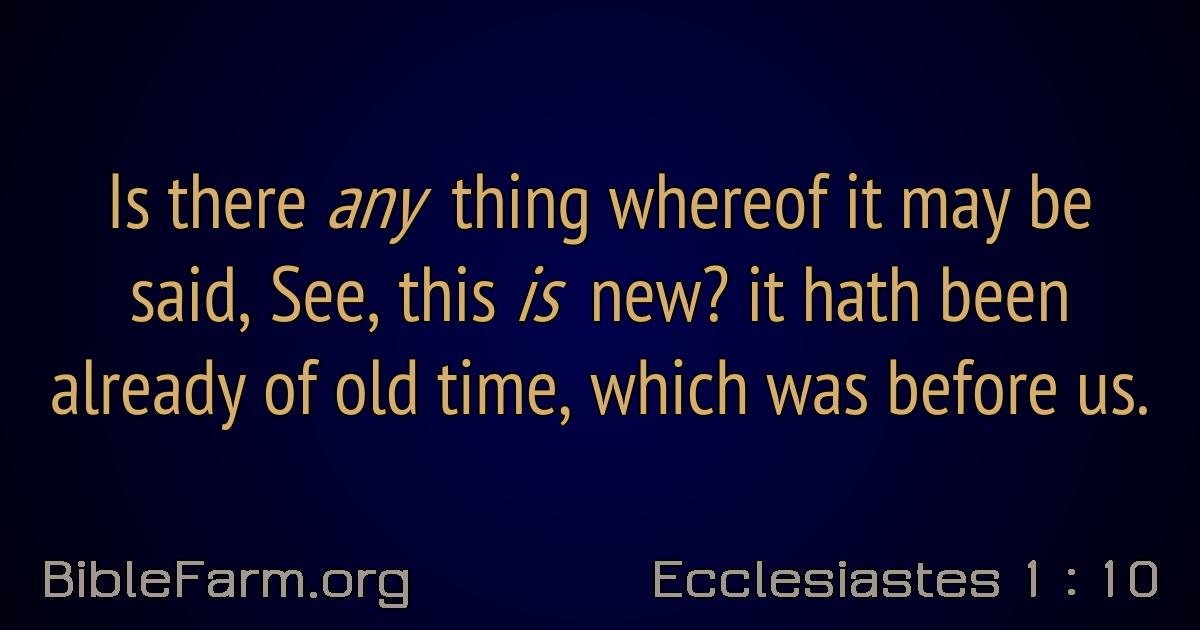 Is there any thing whereof it may be
said, See, this is new? it hath been
already of old time, which was before us.
BibleFarm.org
Ecclesiastes 1 : 10